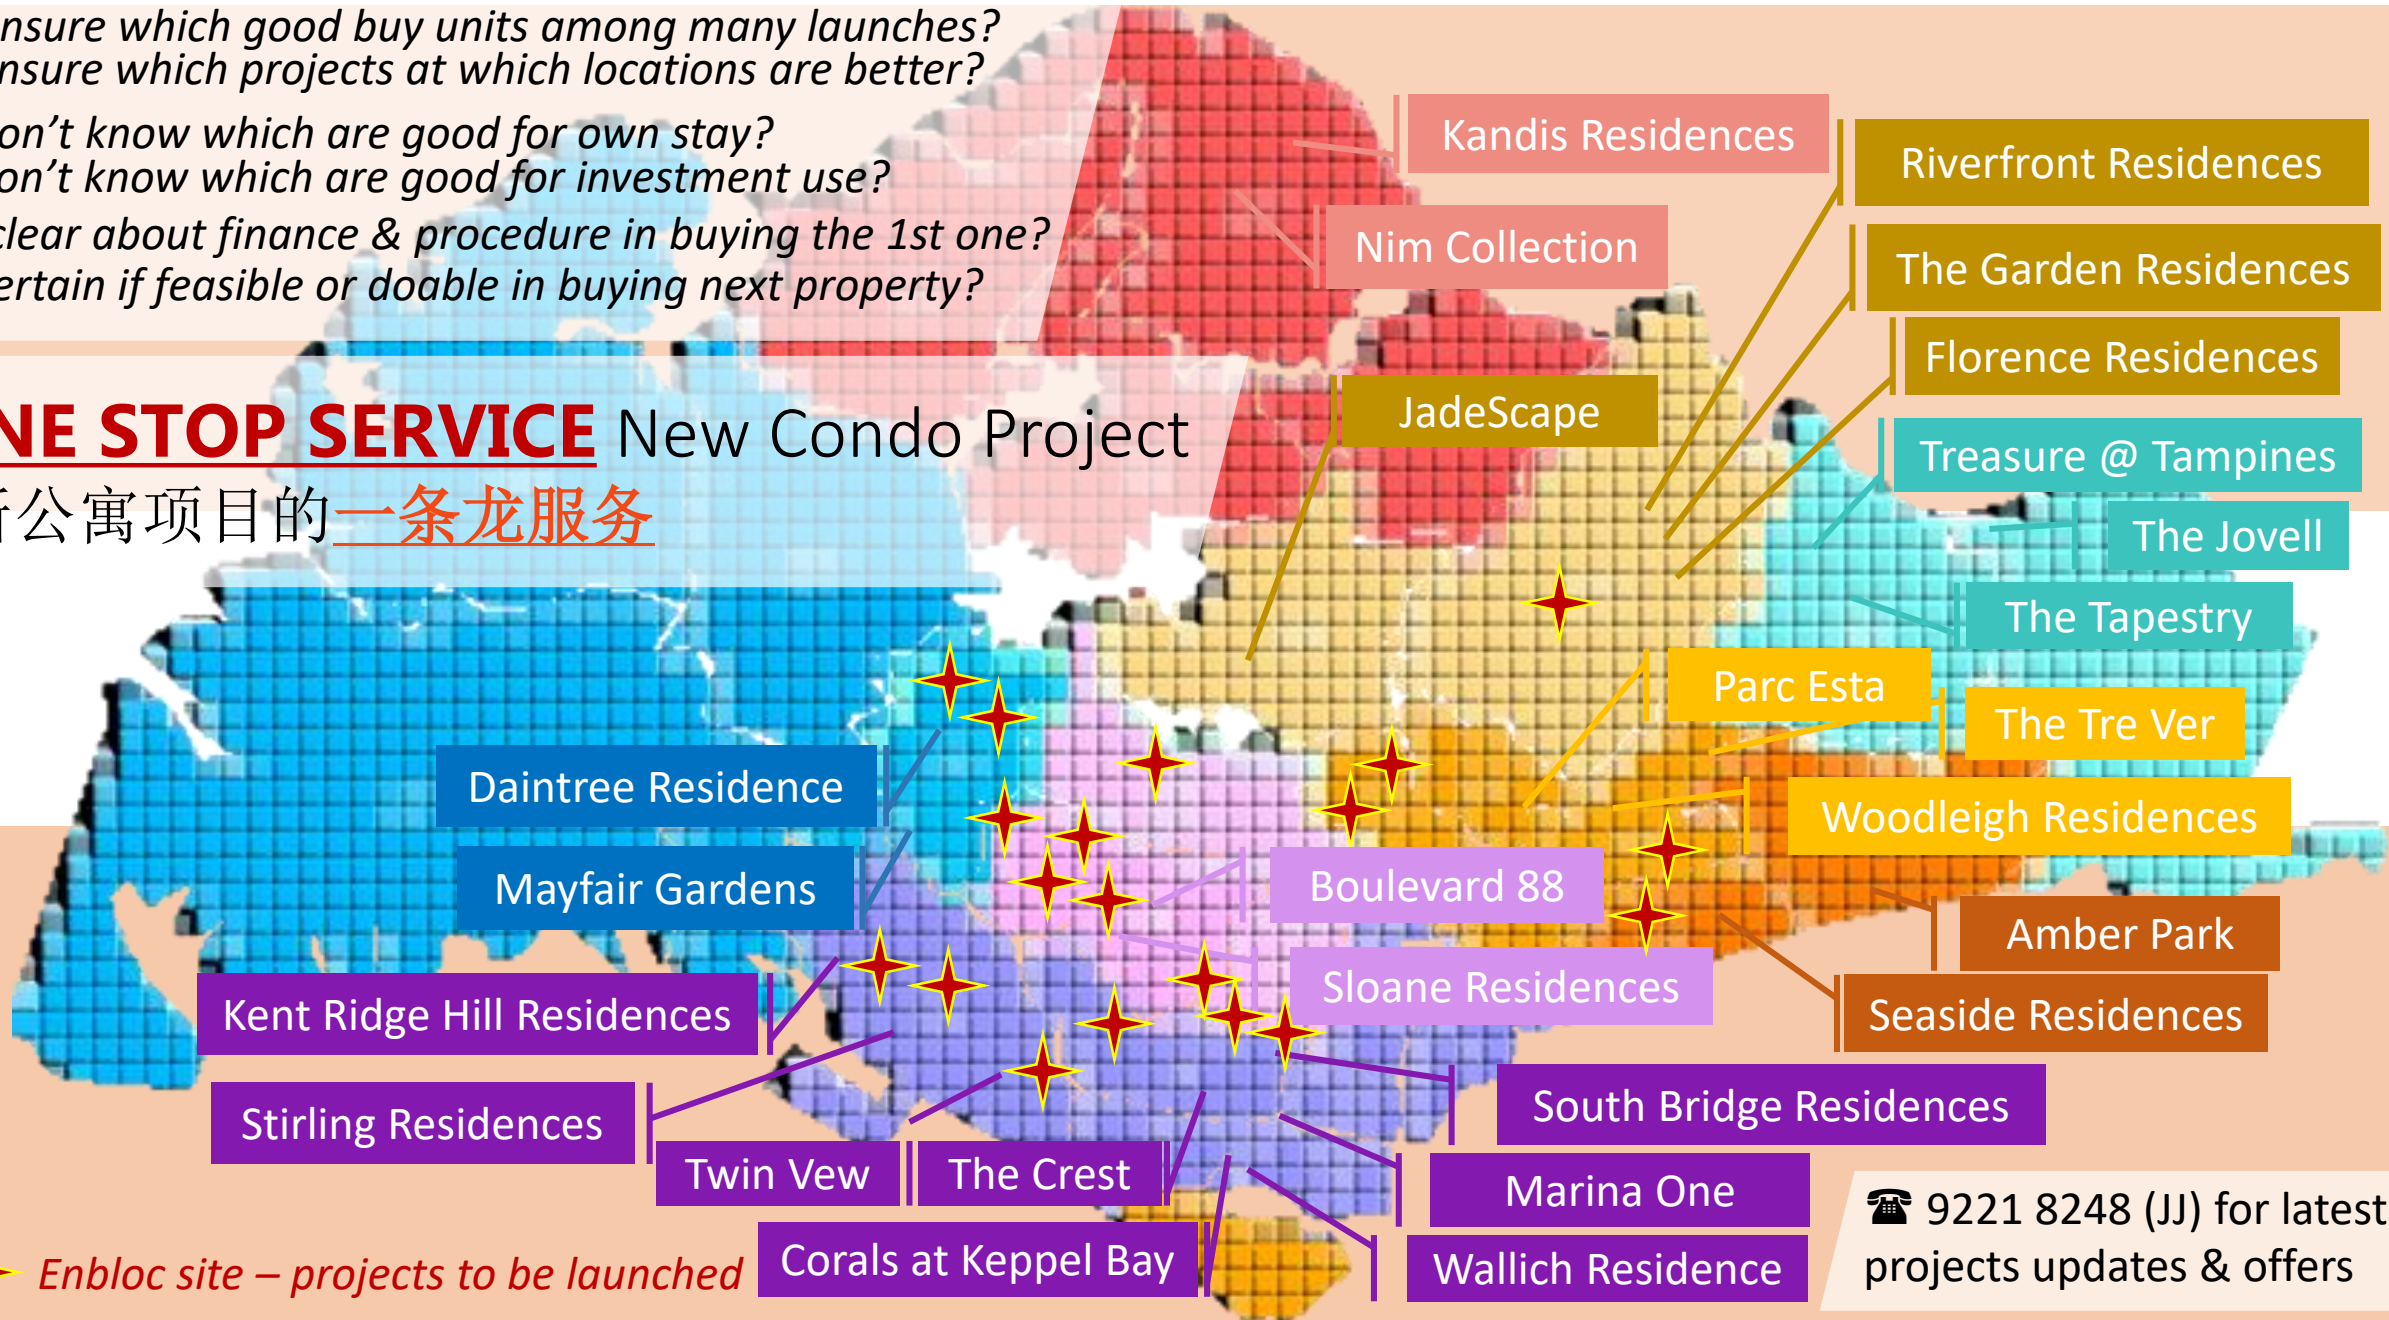 nsure which good buy units among many launches?
nsure which projects at which locations are better?
on’t know which are good for own stay?
on’t know which are good for investment use?
clear about finance & procedure in buying the 1st one?
ertain if feasible or doable in buying next property?
NE STOP SERVICE New Condo Project
新公寓项目的一条龙服务
Kandis Residences
Nim Collection
Riverfront Residences
The Garden Residences
Florence Residences
JadeScape
Treasure @ Tampines
The Jovell
The Tapestry
Parc Esta
The Tre Ver
Woodleigh Residences
Daintree Residence
Mayfair Gardens
Boulevard 88
Sloane Residences
Amber Park
Seaside Residences
Kent Ridge Hill Residences
Stirling Residences
Twin Vew
The Crest
Corals at Keppel Bay
South Bridge Residences
Marina One
Wallich Residence
Enbloc site – projects to be launched
☎ 9221 8248 (JJ) for latest
projects updates & offers